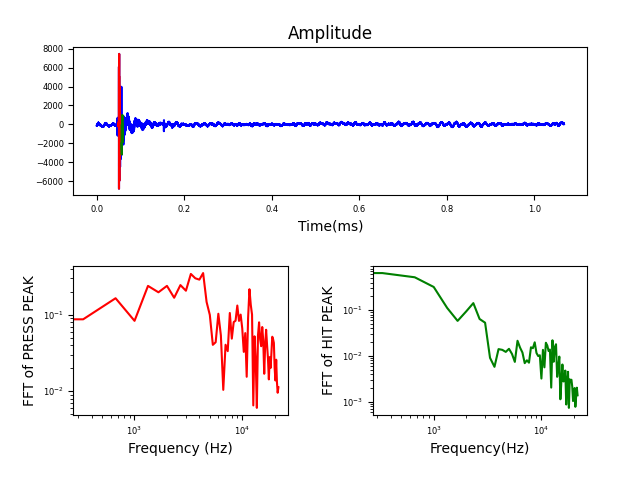 Amplitude
8000
6000
4000
2000
0
−2000
−4000
−6000
0.0 0.2 0.4 0.6 0.8 1.0
Time(ms)
FFT of PRESS PEAK
10⁻¹
10⁻²
10³ 10⁴
Frequency (Hz)
FFT of HIT PEAK
10⁻¹
10⁻²
10⁻³
10³ 10⁴
Frequency(Hz)